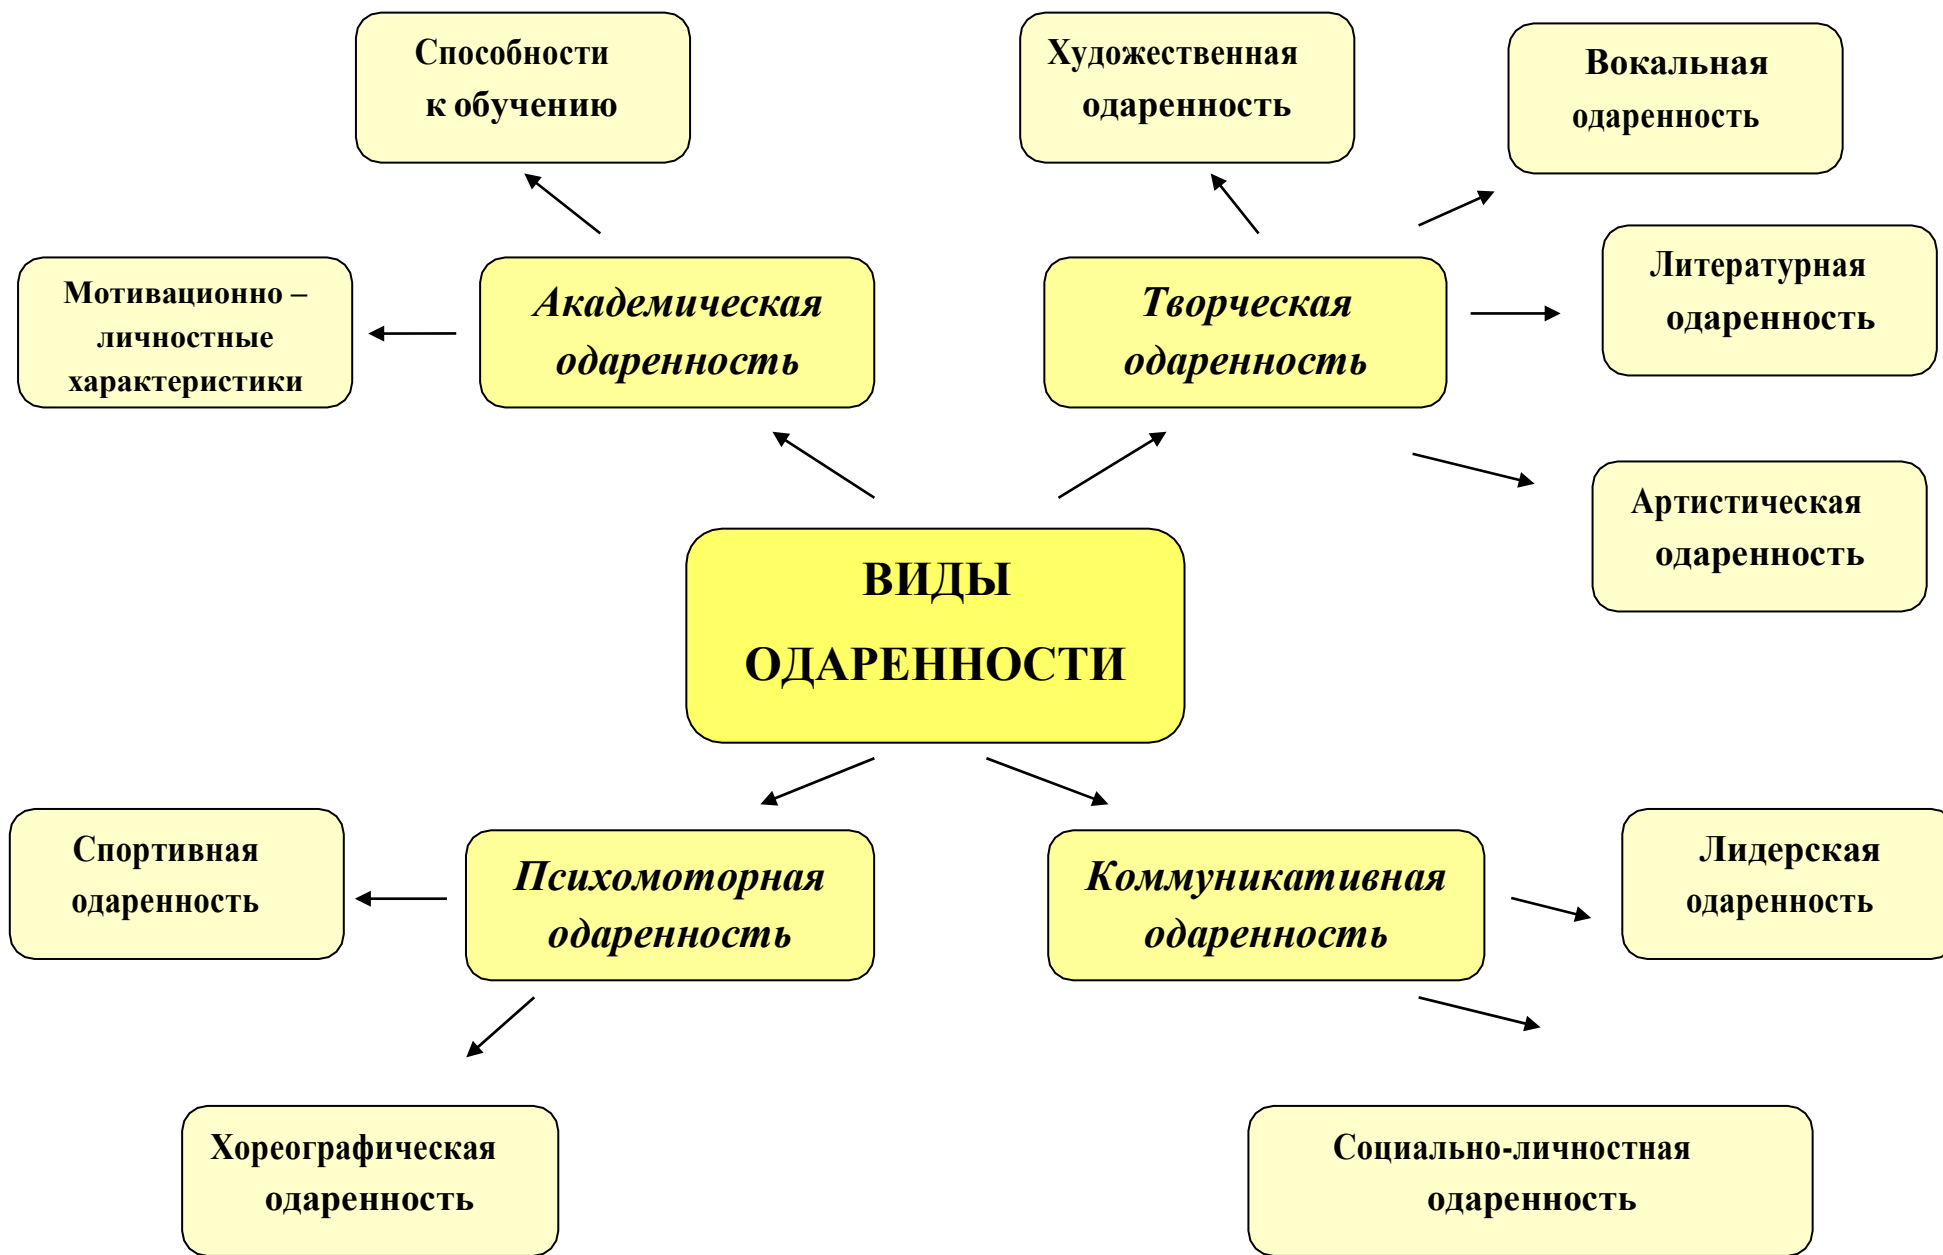 Способности
к обучению
Художественная
одаренность
Вокальная
одаренность
Мотивационно –
личностные
характеристики
Академическая
одаренность
Творческая
одаренность
Литературная
одаренность
Артистическая
одаренность
ВИДЫ
ОДАРЕННОСТИ
Спортивная
одаренность
Психомоторная
одаренность
Коммуникативная
одаренность
Лидерская
одаренность
Хореографическая
одаренность
Социально-личностная
одаренность